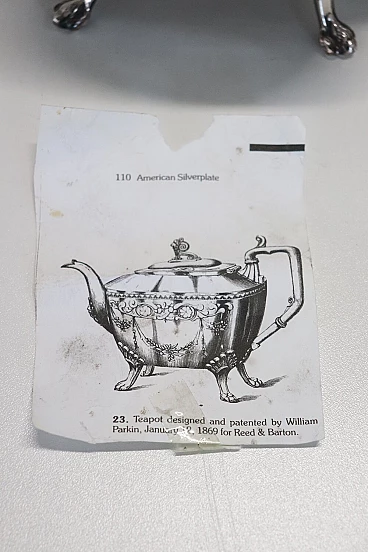 110 American Silverplate
23. Teapot designed and patented by William
Parkin, 1869 for Reed & Barton.